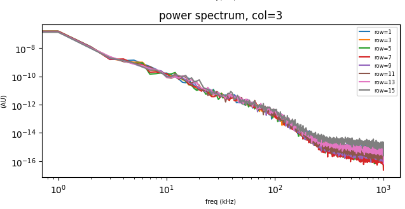 power spectrum, col=3
(AU)
10⁻⁸
10⁻¹⁰
10⁻¹²
10⁻¹⁴
10⁻¹⁶
row=1
row=3
row=5
row=7
row=9
row=11
row=13
row=15
10⁰ 10¹ 10² 10³
freq (kHz)